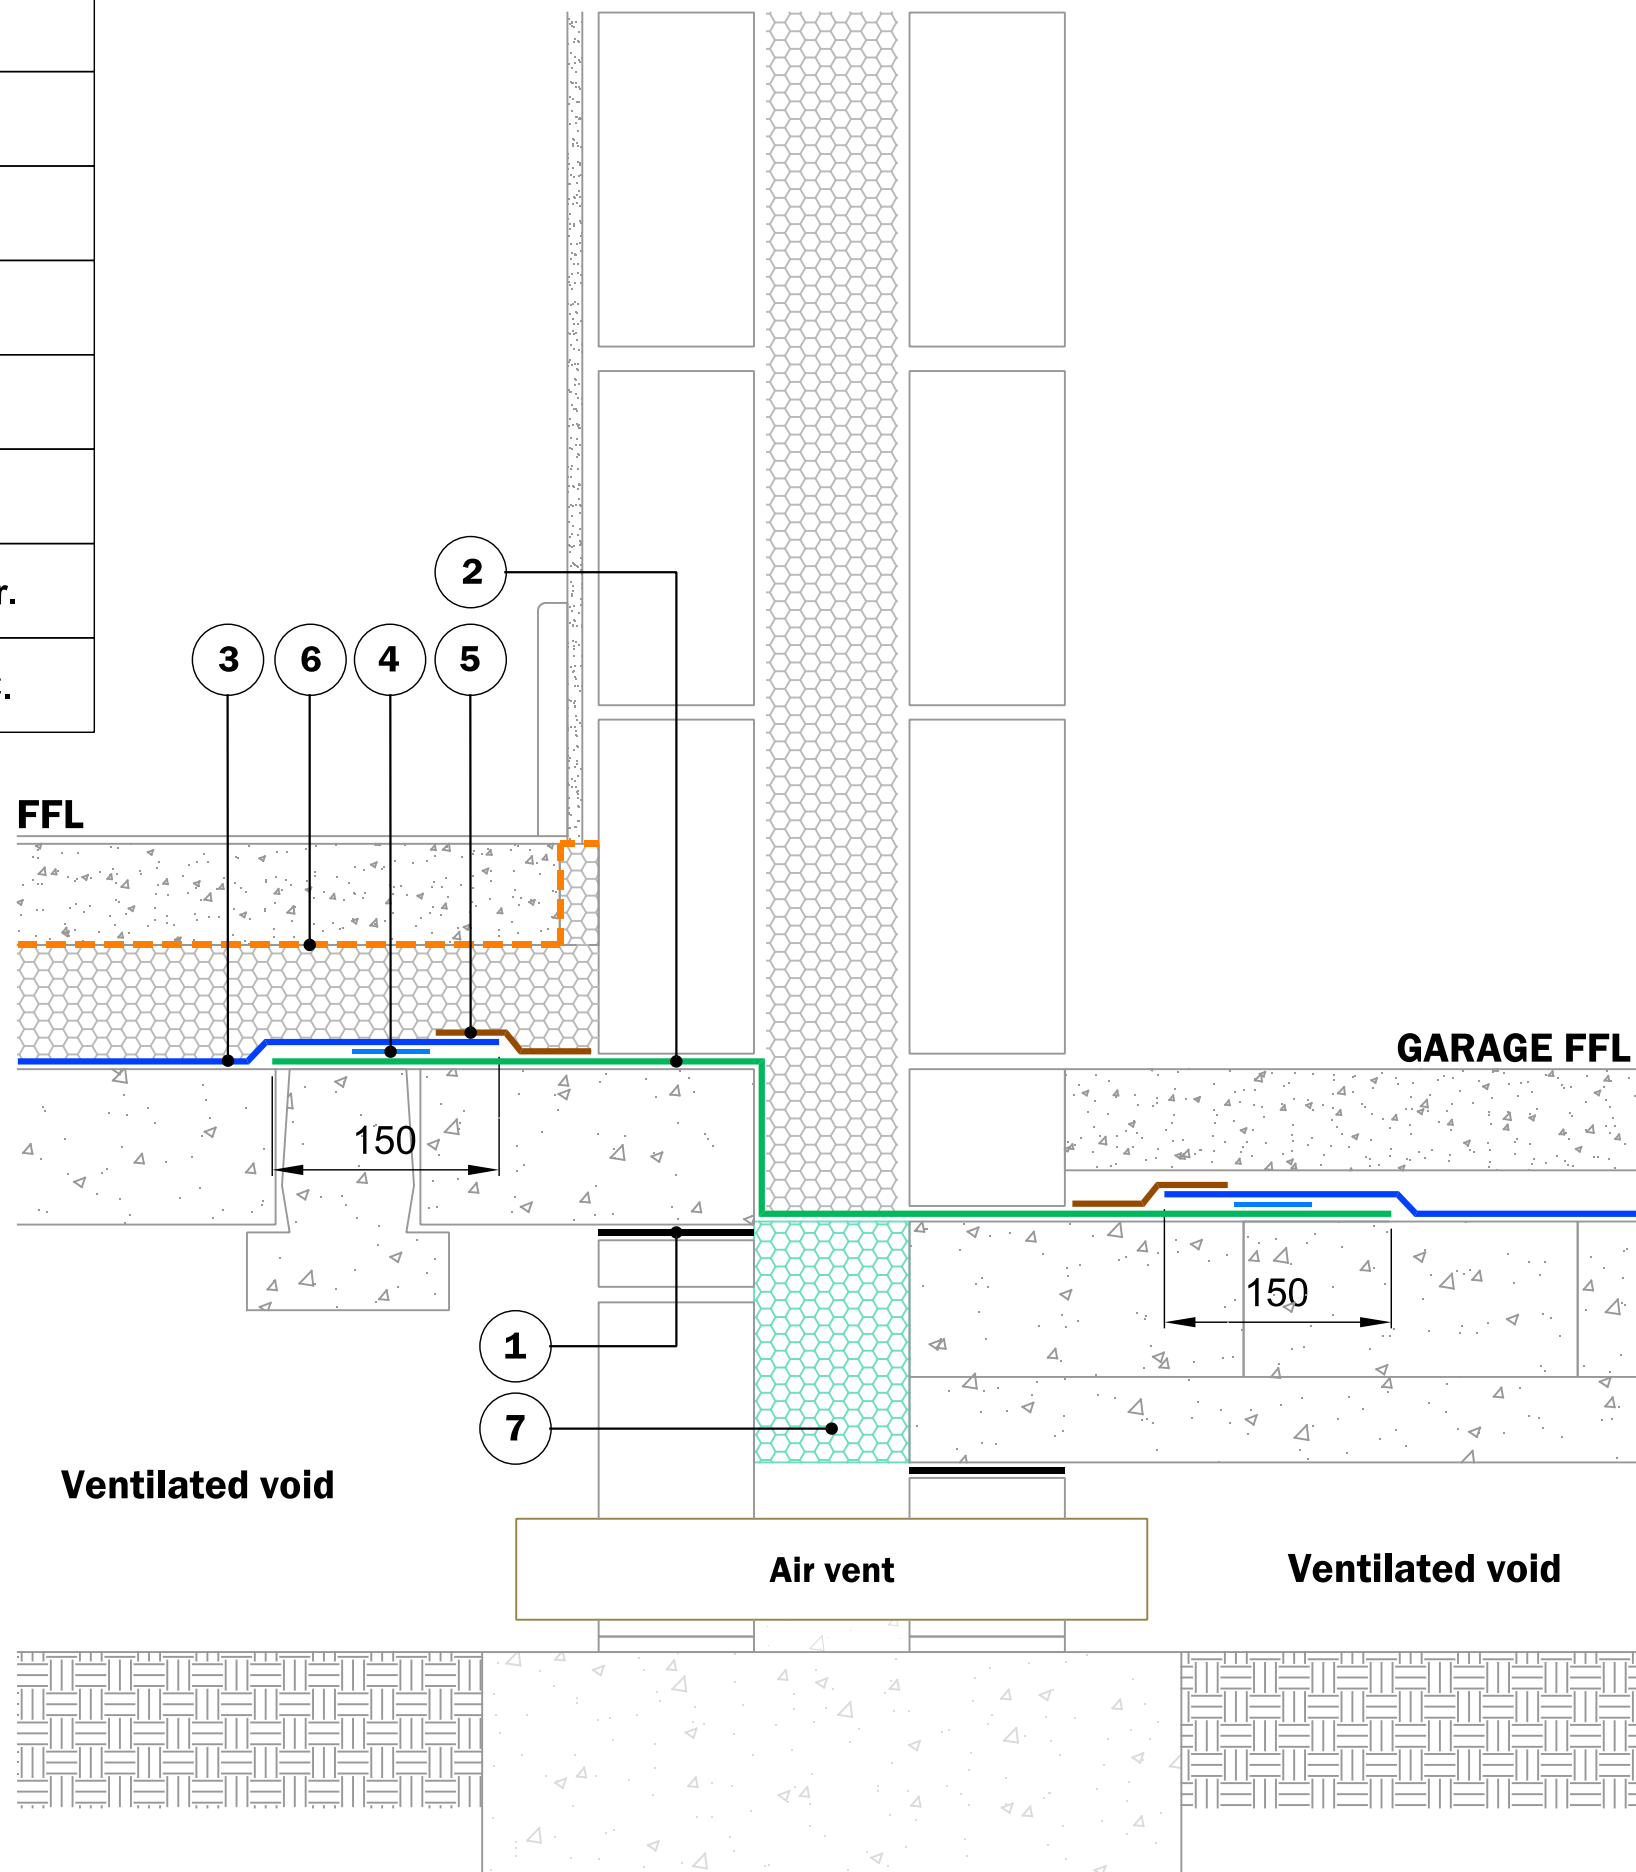 2
3 6 4 5
FFL
GARAGE FFL
150
150
1
7
Ventilated void
Air vent
Ventilated void